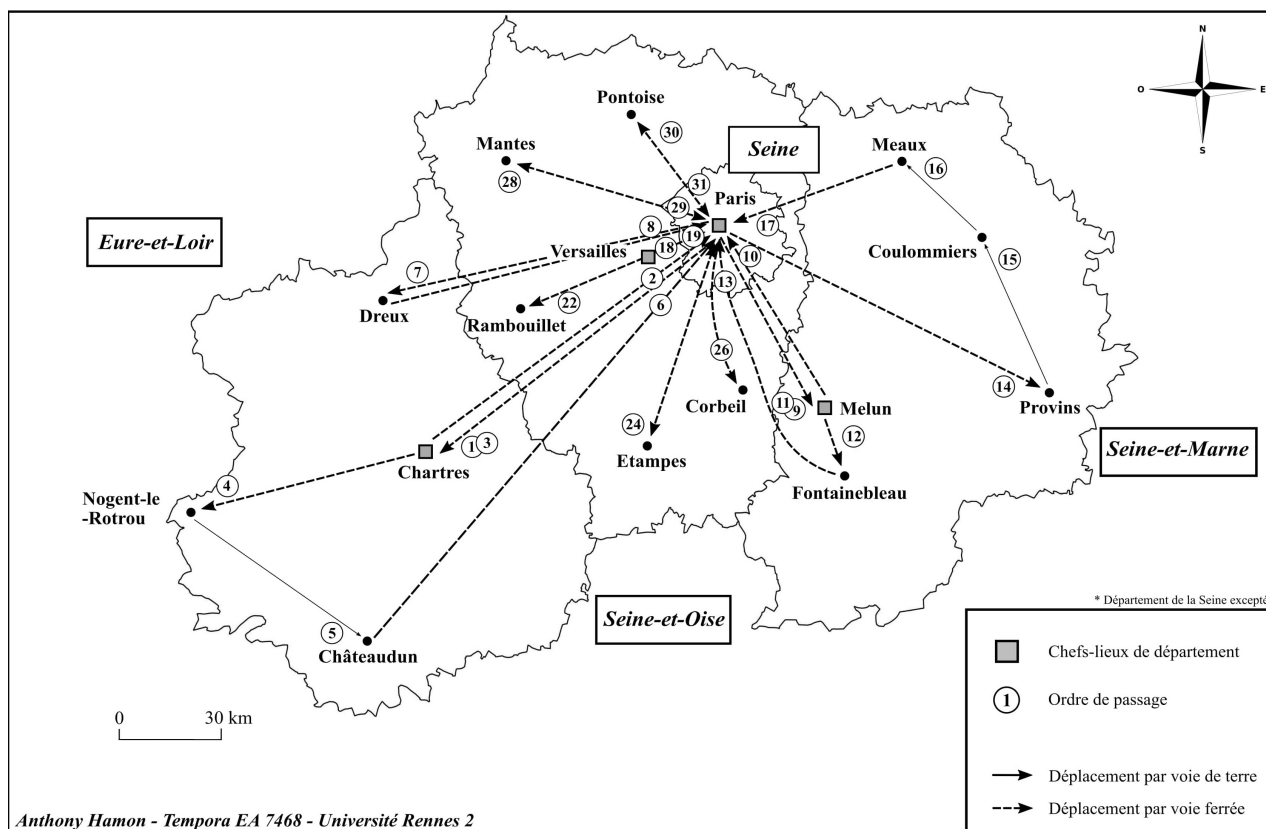 N
O
E
S
Pontoise
30
Mantes
28
Seine
Meaux
16
31
Paris
29
17
Eure-et-Loir
8
Versailles
18
19
10
Coulommiers
15
7
2
13
Dreux
6
22
Rambouillet
26
14
Provins
Corbeil
11
9
Melun
24
12
1
3
Etampes
Chartres
Seine-et-Marne
4
Fontainebleau
Nogent-le
-Rotrou
* Département de la Seine excepté
Seine-et-Oise
5
Châteaudun
Chefs-lieux de département
1
Ordre de passage
0
30 km
Déplacement par voie de terre
Déplacement par voie ferrée
Anthony Hamon - Tempora EA 7468 - Université Rennes 2